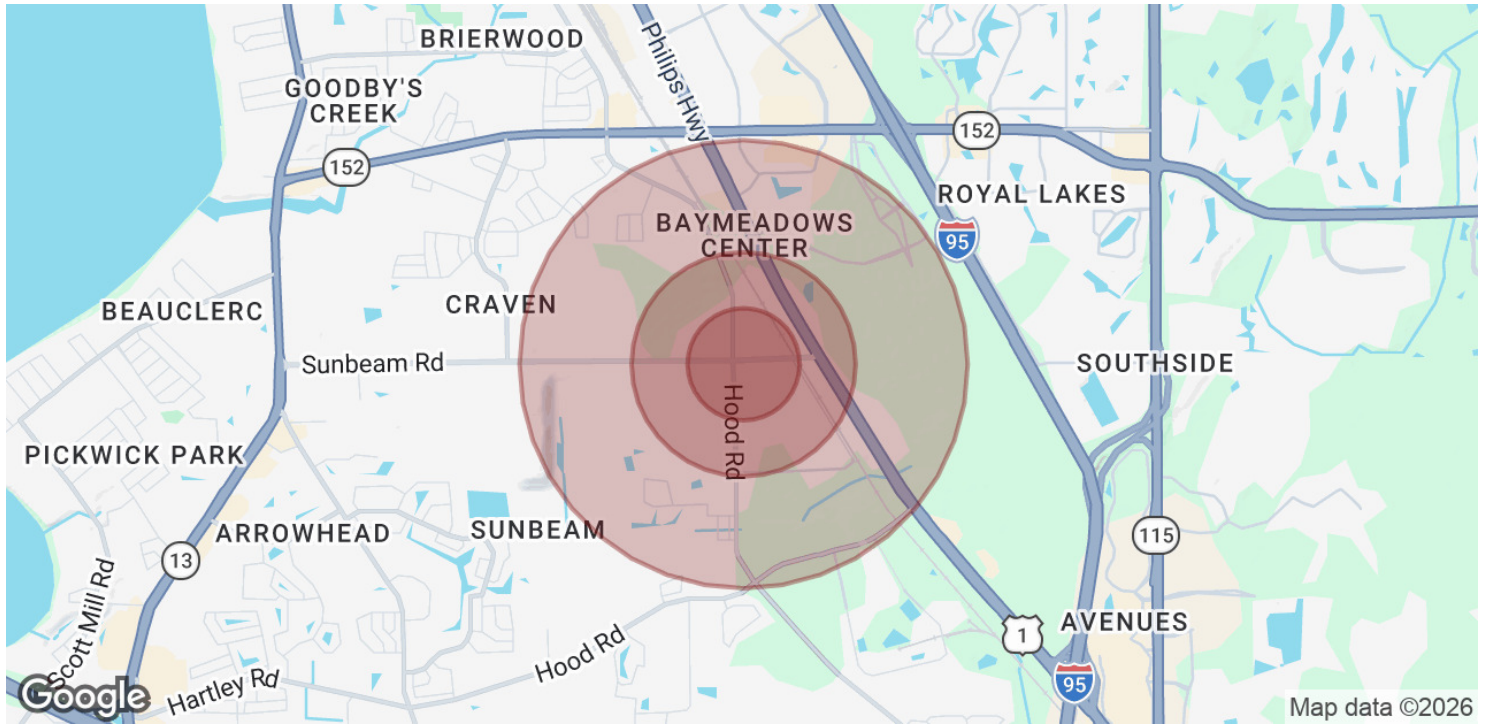 BRIERWOOD
Philips Hwy
GOODBY'S
CREEK
152
152
ROYAL LAKES
BAYMEADOWS
CENTER
95
CRAVEN
BEAUCLERC
Sunbeam Rd
SOUTHSIDE
Hood Rd
PICKWICK PARK
ARROWHEAD
SUNBEAM
115
13
Scott Mill Rd
AVENUES
1
Hood Rd
95
Hartley Rd
Google
Map data ©2026